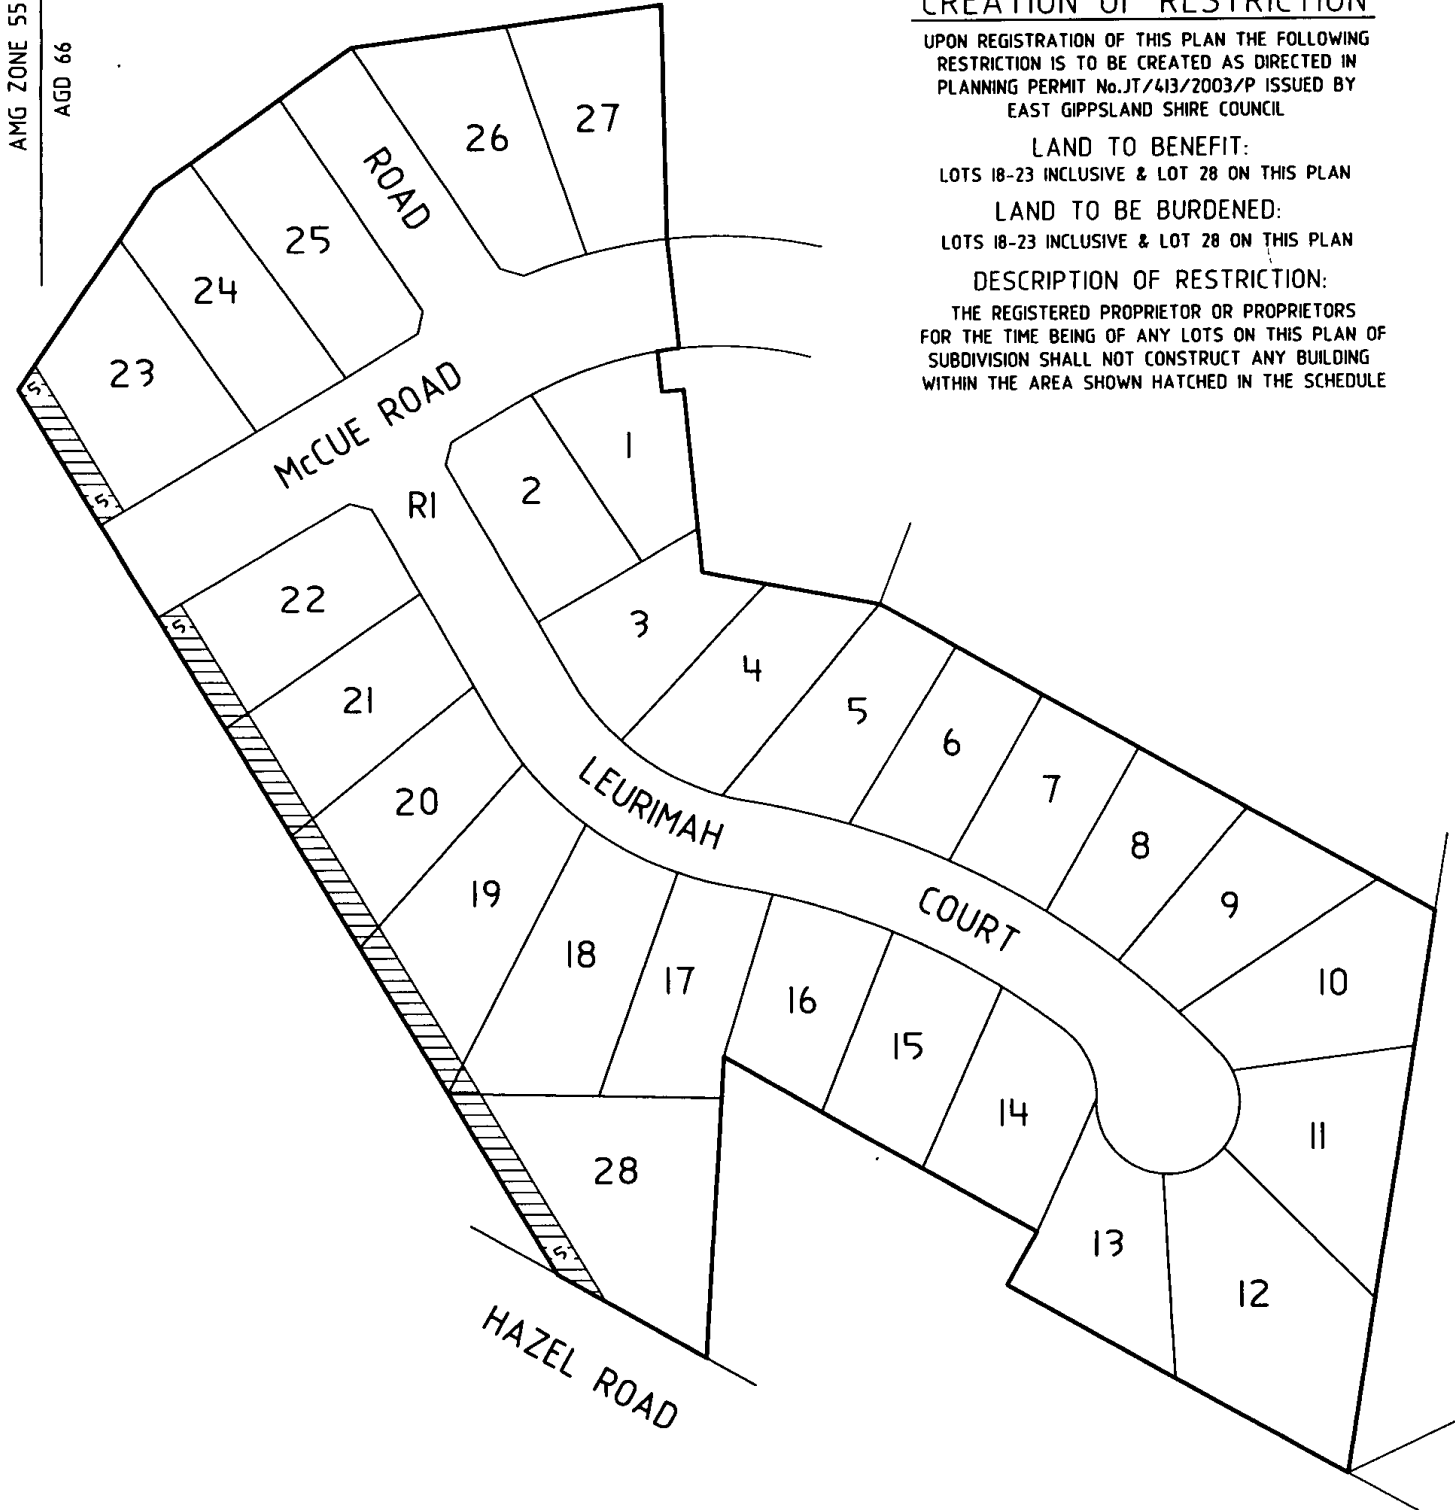 AMG ZONE 55
AGD 66
CREATION OF RESTRICTION
UPON REGISTRATION OF THIS PLAN THE FOLLOWING
RESTRICTION IS TO BE CREATED AS DIRECTED IN
PLANNING PERMIT No.JT/413/2003/P ISSUED BY
EAST GIPPSLAND SHIRE COUNCIL
LAND TO BENEFIT:
LOTS 18-23 INCLUSIVE & LOT 28 ON THIS PLAN
LAND TO BE BURDENED:
LOTS 18-23 INCLUSIVE & LOT 28 ON THIS PLAN
DESCRIPTION OF RESTRICTION:
THE REGISTERED PROPRIETOR OR PROPRIETORS
FOR THE TIME BEING OF ANY LOTS ON THIS PLAN OF
SUBDIVISION SHALL NOT CONSTRUCT ANY BUILDING
WITHIN THE AREA SHOWN HATCHED IN THE SCHEDULE
27
26
ROAD
25
24
23
5
5
McCUE ROAD
R1
1
2
3
22
5
21
20
19
18
17
4
5
6
7
8
9
10
LEURIMAH
COURT
16
15
14
11
28
5
13
12
HAZEL ROAD